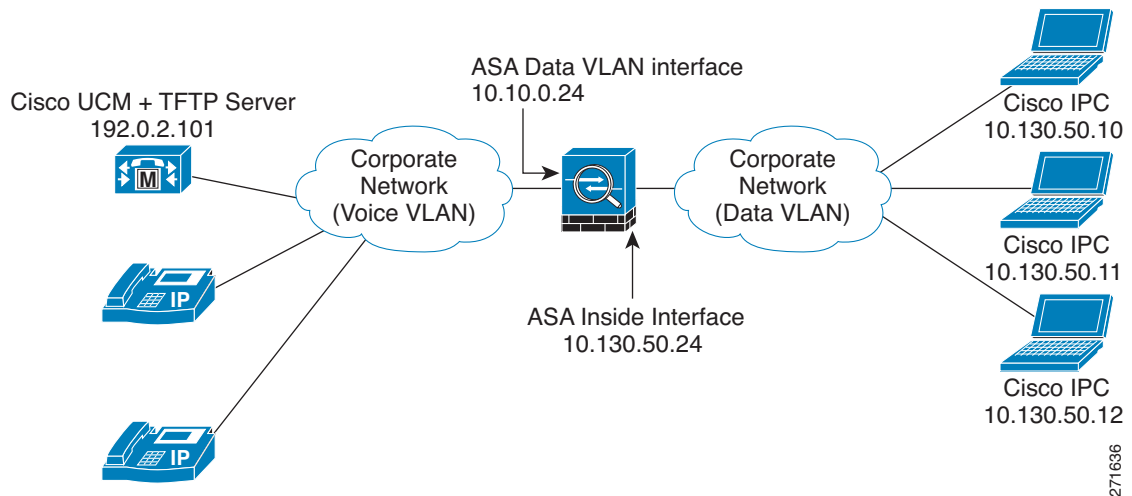 ASA Data VLAN interface
10.10.0.24
Cisco UCM + TFTP Server
192.0.2.101
M
Corporate
Network
(Voice VLAN)
Corporate
Network
(Data VLAN)
Cisco IPC
10.130.50.10
Cisco IPC
10.130.50.11
IP
ASA Inside Interface
10.130.50.24
Cisco IPC
10.130.50.12
IP
271636